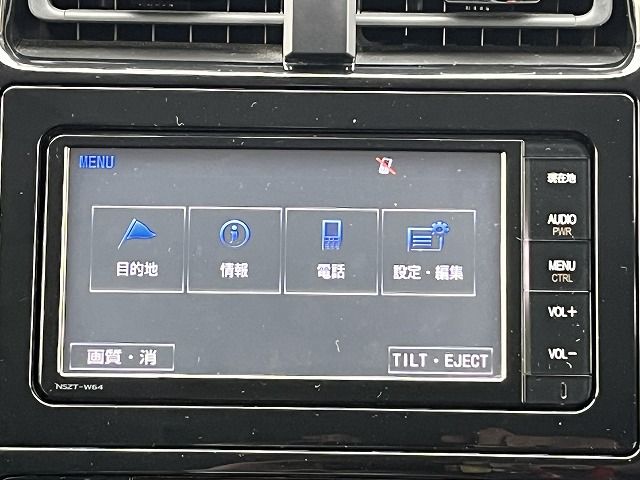 MENU
目的地
情報
電話
設定・編集
画質・消
TILT・EJECT
NSZT-W64
現在地
AUDIO
PWR
MENU
CTRL
VOL+
VOL-